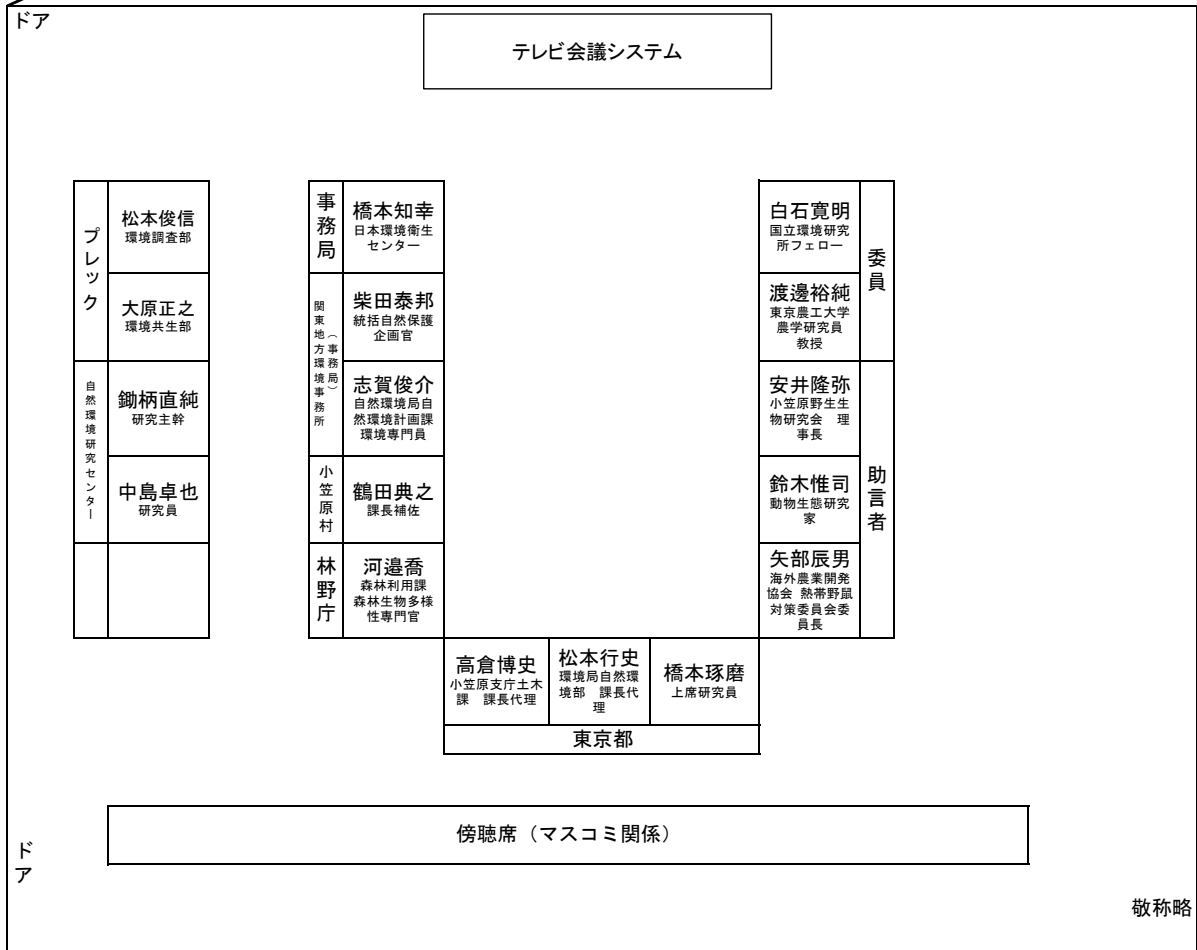 ドア
テレビ会議システム
プレック
松本俊信
環境調査部
大原正之
環境共生部
自然環境研究センター
鋤柄直純
研究主幹
中島卓也
研究員
事務局
橋本知幸
日本環境衛生
センター
関東地方環境事務所
（事務局）
柴田泰邦
統括自然保護
企画官
志賀俊介
自然環境局自
然環境計画課
環境専門員
小笠原村
鶴田典之
課長補佐
林野庁
河邉喬
森林利用課
森林生物多様
性専門官
白石寛明
国立環境研究
所フェロー
渡邊裕純
東京農工大学
農学研究員
教授
委員
安井隆弥
小笠原野生生
物研究会　理
事長
鈴木惟司
動物生態研究
家
矢部辰男
海外農業開発
協会 熱帯野鼠
対策委員会委
員長
助言者
高倉博史
小笠原支庁土木
課　課長代理
松本行史
環境局自然環
境部　課長代
理
橋本琢磨
上席研究員
東京都
傍聴席（マスコミ関係）
ドア
敬称略